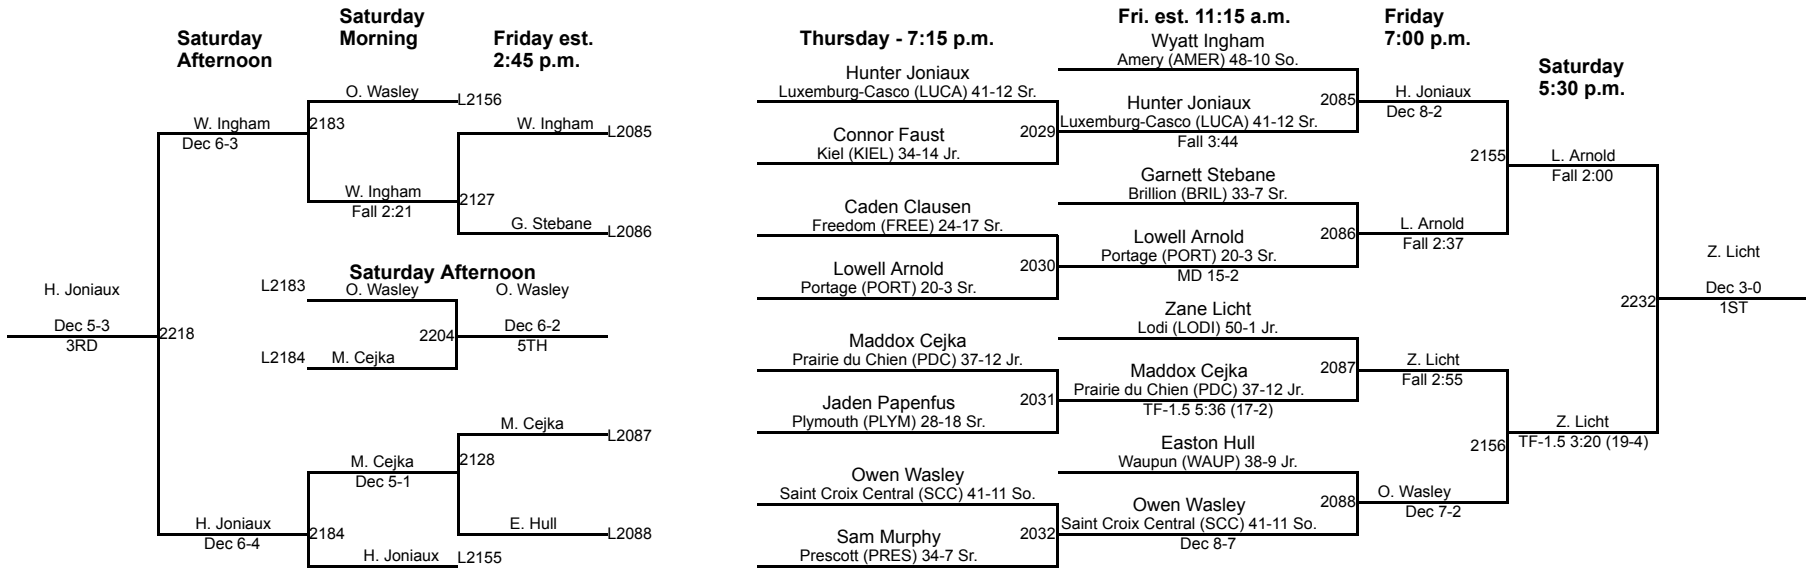 Saturday
Afternoon
Saturday
Morning
Friday est.
2:45 p.m.
Thursday - 7:15 p.m.
Fri. est. 11:15 a.m.
Friday
7:00 p.m.
Saturday
5:30 p.m.
O. Wasley
L2156
2183
W. Ingham
Dec 6-3
W. Ingham
L2085
W. Ingham
Fall 2:21
2127
G. Stebane
L2086
Saturday Afternoon
L2183
O. Wasley
O. Wasley
H. Joniaux
Dec 5-3
3RD
2218
2204
Dec 6-2
5TH
L2184
M. Cejka
M. Cejka
L2087
M. Cejka
Dec 5-1
2128
E. Hull
L2088
H. Joniaux
Dec 6-4
2184
H. Joniaux
L2155
Hunter Joniaux
Luxemburg-Casco (LUCA) 41-12 Sr.
Connor Faust
Kiel (KIEL) 34-14 Jr.
2029
Caden Clausen
Freedom (FREE) 24-17 Sr.
Lowell Arnold
Portage (PORT) 20-3 Sr.
2030
Maddox Cejka
Prairie du Chien (PDC) 37-12 Jr.
Jaden Papenfus
Plymouth (PLYM) 28-18 Sr.
2031
Owen Wasley
Saint Croix Central (SCC) 41-11 So.
Sam Murphy
Prescott (PRES) 34-7 Sr.
2032
Wyatt Ingham
Amery (AMER) 48-10 So.
Hunter Joniaux
Luxemburg-Casco (LUCA) 41-12 Sr.
Fall 3:44
2085
Garnett Stebane
Brillion (BRIL) 33-7 Sr.
Lowell Arnold
Portage (PORT) 20-3 Sr.
MD 15-2
2086
Zane Licht
Lodi (LODI) 50-1 Jr.
Maddox Cejka
Prairie du Chien (PDC) 37-12 Jr.
TF-1.5 5:36 (17-2)
2087
Easton Hull
Waupun (WAUP) 38-9 Jr.
Owen Wasley
Saint Croix Central (SCC) 41-11 So.
Dec 8-7
2088
H. Joniaux
Dec 8-2
2155
L. Arnold
Fall 2:37
Z. Licht
Fall 2:55
2156
O. Wasley
Dec 7-2
L. Arnold
Fall 2:00
2232
Z. Licht
TF-1.5 3:20 (19-4)
Z. Licht
Dec 3-0
1ST